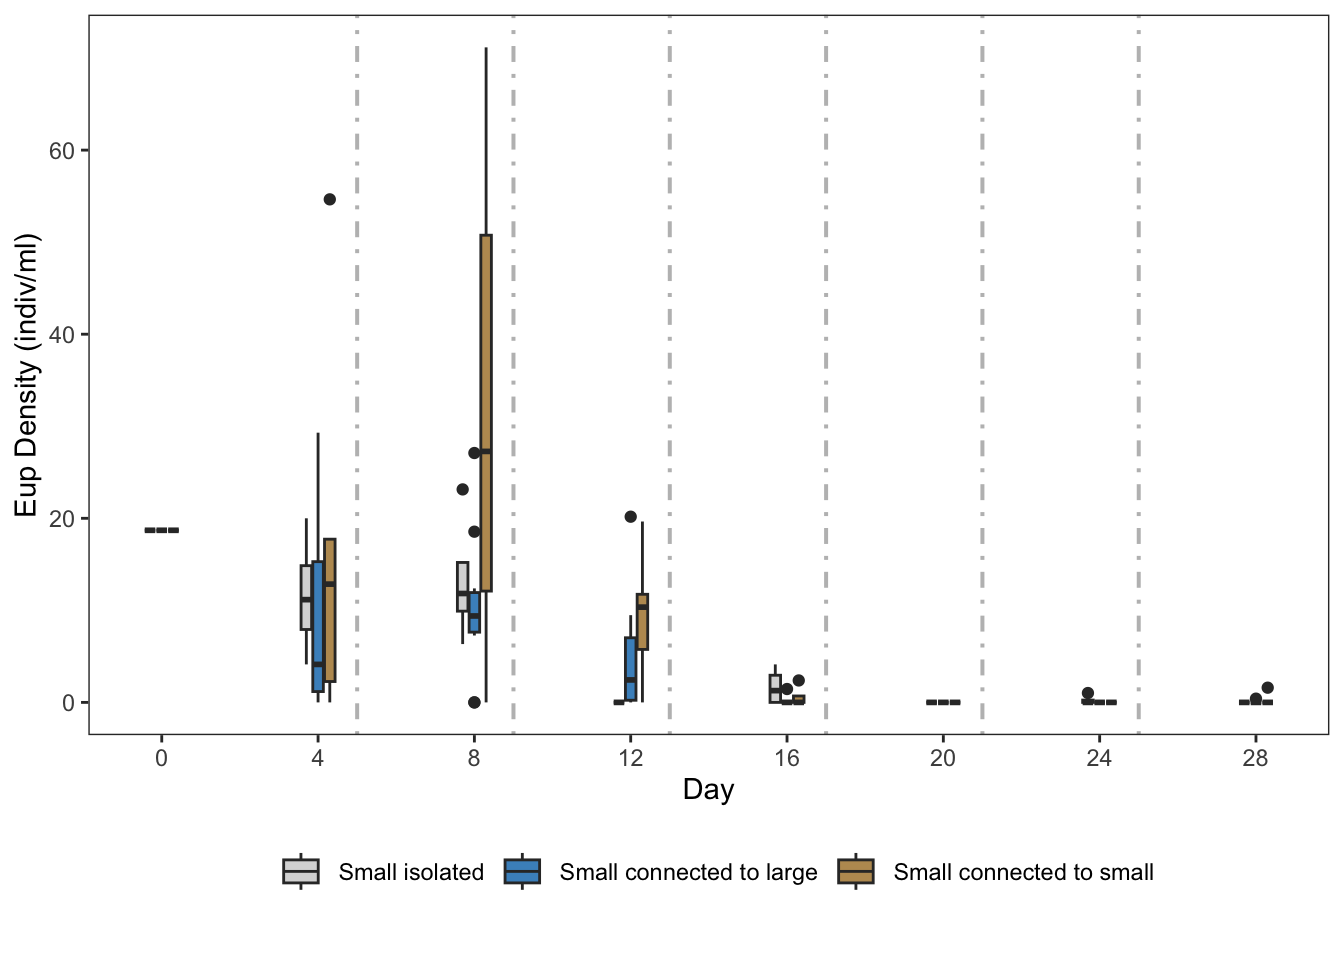 Eup Density (indiv/ml)
60
40
20
0
0 4 8 12 16 20 24 28
Day
Small isolated Small connected to large Small connected to small